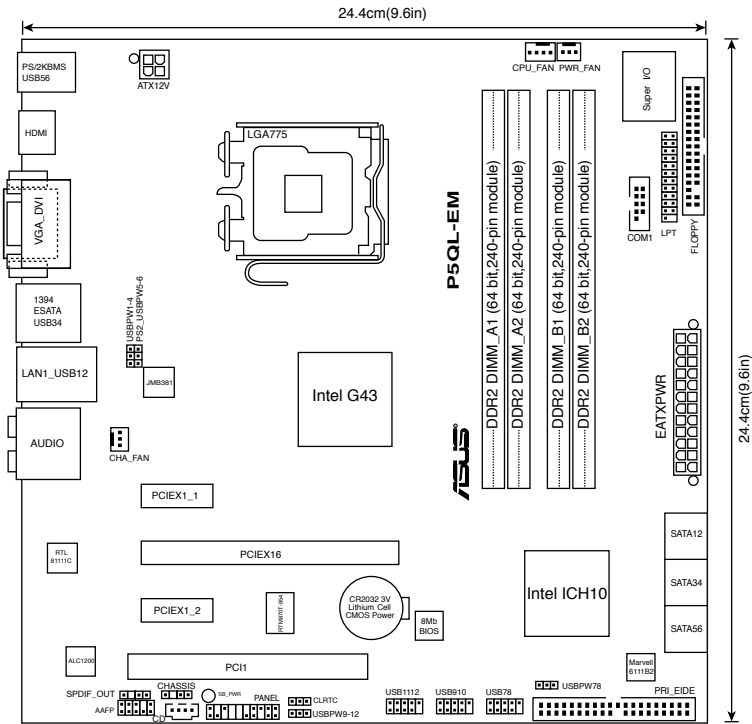 24.4cm(9.6in)
PS/2KBMS
USB56
ATX12V
CPU_FAN
PWR_FAN
Super I/O
HDMI
LGA775
VGA_DVI
P5QL-EM
DDR2 DIMM_A1 (64 bit,240-pin module)
DDR2 DIMM_A2 (64 bit,240-pin module)
DDR2 DIMM_B1 (64 bit,240-pin module)
DDR2 DIMM_B2 (64 bit,240-pin module)
COM1
LPT
FLOPPY
1394
ESATA
USB34
USBPW1-4
PS2_USBPW5-6
LAN1_USB12
JMB381
Intel G43
EATXPWR
24.4cm(9.6in)
AUDIO
CHA_FAN
ASUS
PCIEX1_1
RTL
81111C
PCIEX16
SATA12
PCIEX1_2
RTM870T-954
CR2032 3V
Lithium Cell
CMOS Power
8Mb
BIOS
Intel ICH10
SATA34
SATA56
ALC1200
PCI1
Marvell
6111B2
SPDIF_OUT
CHASSIS
SB_PWR
PANEL
CLRTC
USB1112
USB910
USB78
USBPW78
PRI_EIDE
AAFP
CD
USBPW9-12